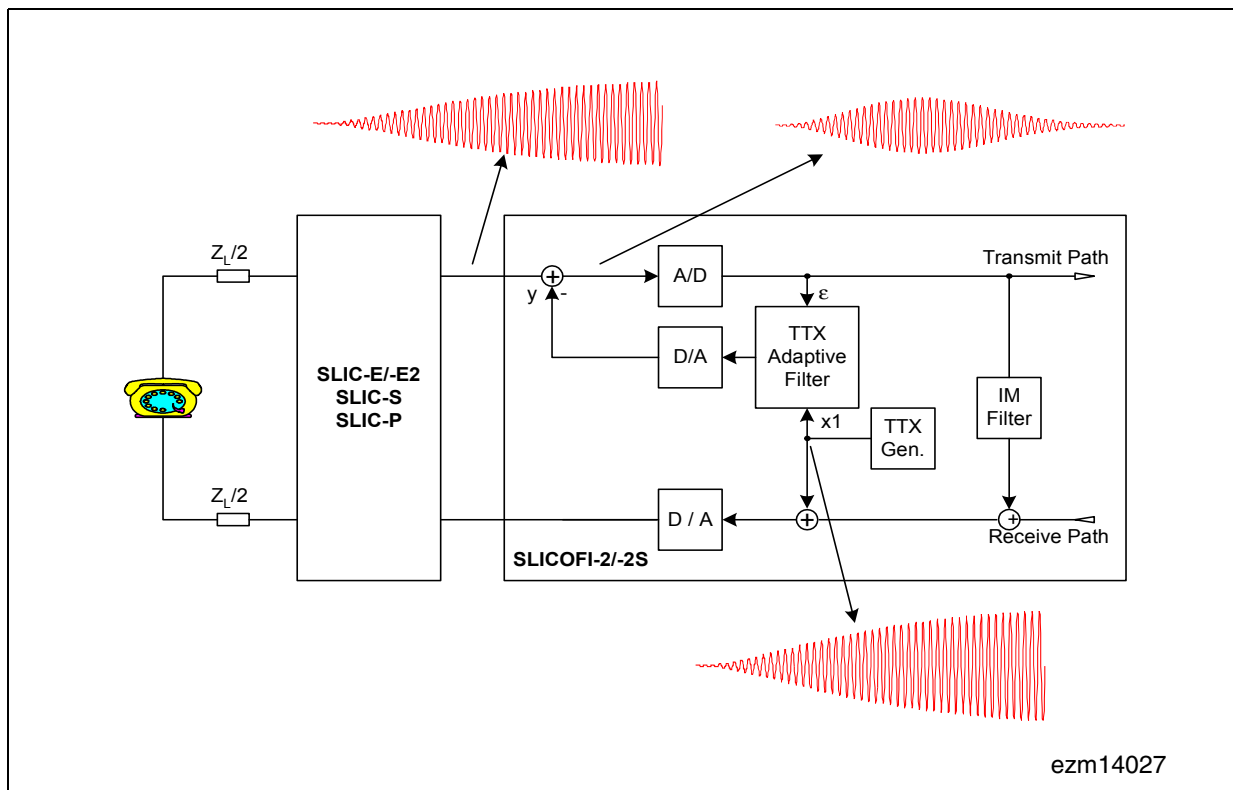 Transmit Path
Z_L/2
A/D
y
-
ε
D/A
TTX
Adaptive
Filter
SLIC-E/-E2
SLIC-S
SLIC-P
IM
Filter
x1
TTX
Gen.
Z_L/2
D / A
+
Receive Path
SLICOFI-2/-2S
ezm14027